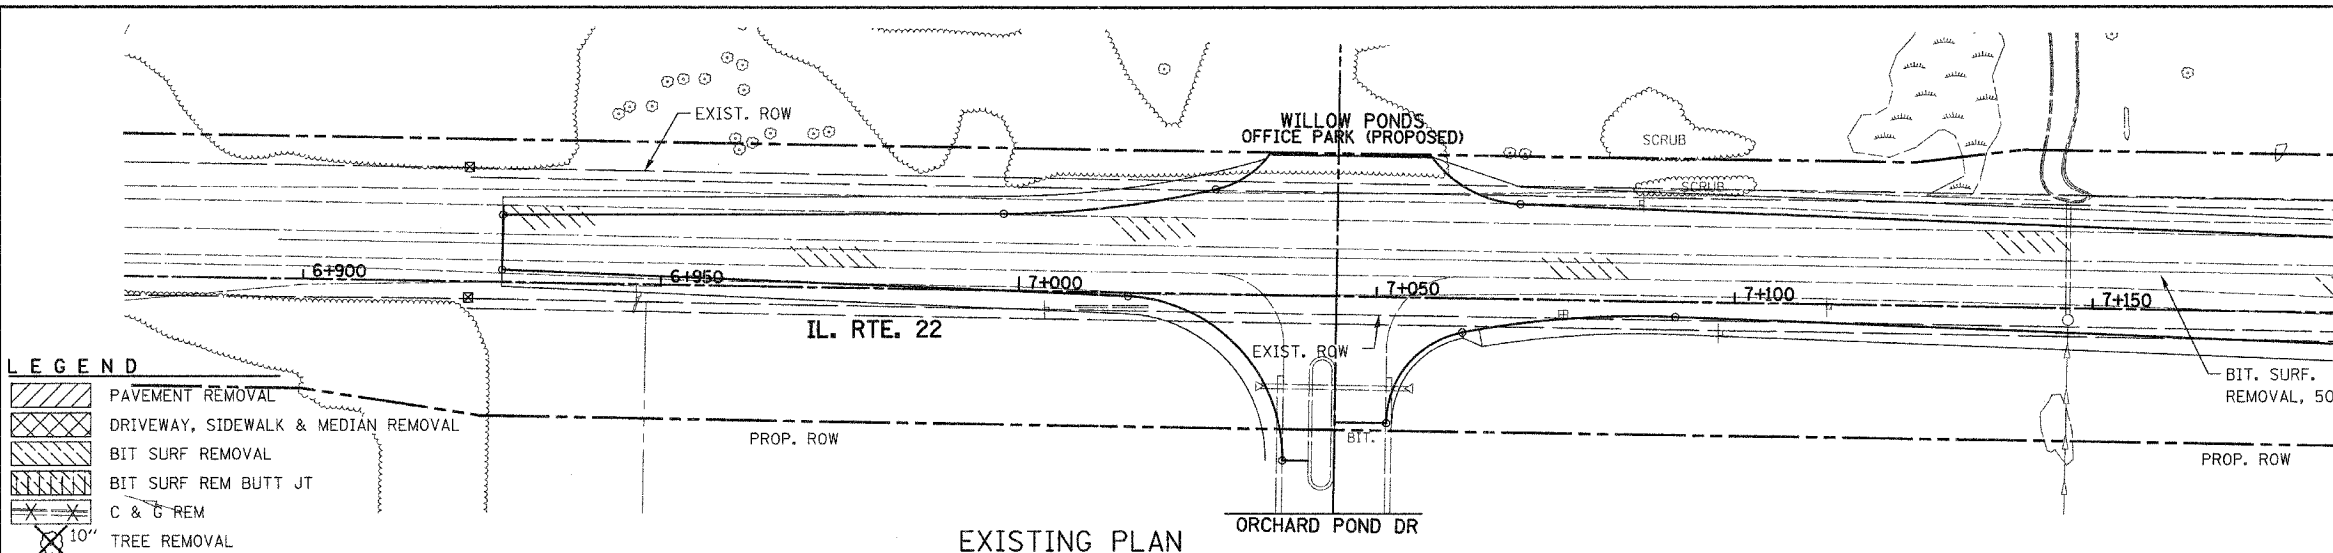 EXIST. ROW
WILLOW PONDS
OFFICE PARK (PROPOSED)
SCRUB
SCRUB
6+900
6+950
7+000
7+050
7+100
7+150
IL. RTE. 22
EXIST. ROW
BIT. SURF.
REMOVAL, 50
LEGEND
PAVEMENT REMOVAL
DRIVEWAY, SIDEWALK & MEDIAN REMOVAL
BIT SURF REMOVAL
BIT SURF REM BUTT JT
C & G REM
10" TREE REMOVAL
PROP. ROW
BIT.
PROP. ROW
ORCHARD POND DR
EXISTING PLAN